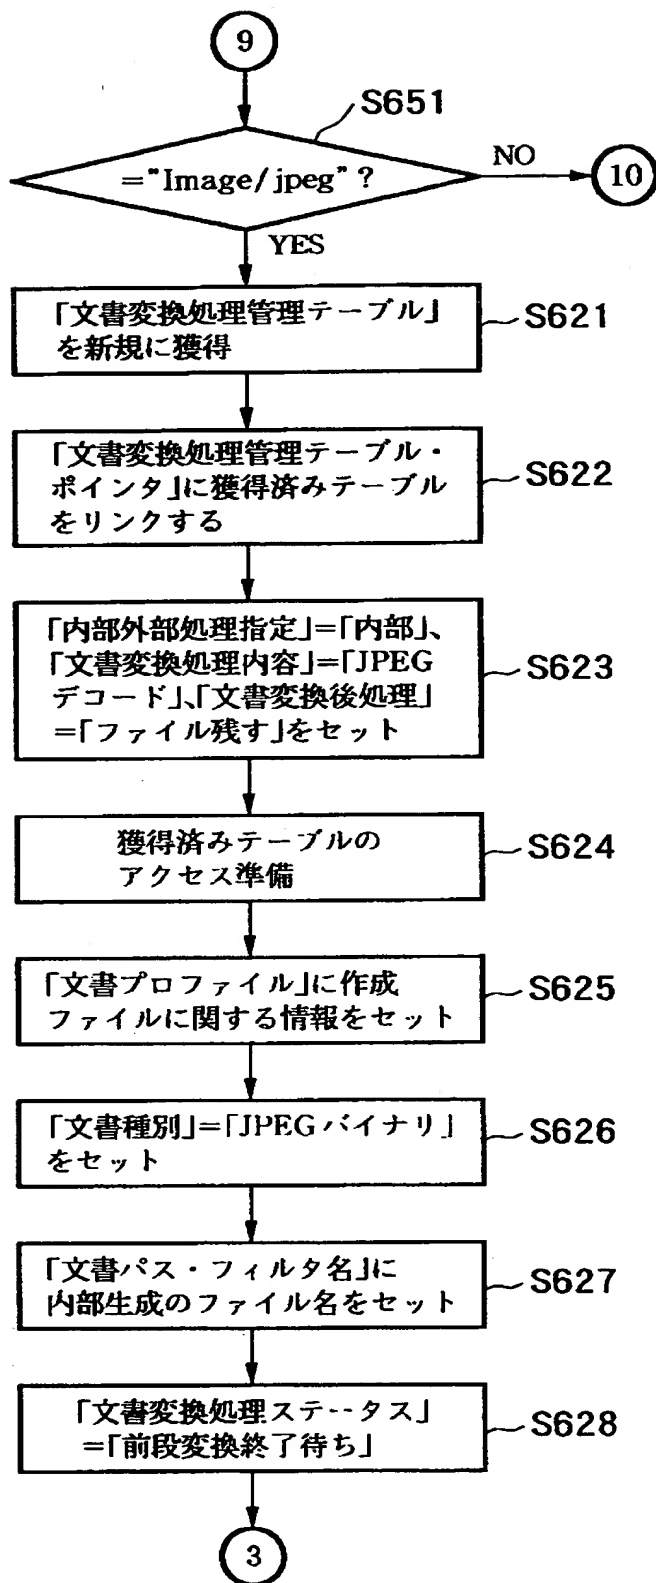 9
S651
="Image/jpeg"?
NO
10
YES
「文書変換処理管理テーブル」
を新規に獲得
S621
「文書変換処理管理テーブル・
ポインタ」に獲得済みテーブル
をリンクする
S622
「内部外部処理指定」=「内部」、
「文書変換処理内容」=「JPEG
デコード」、「文書変換後処理」
=「ファイル残す」をセット
S623
獲得済みテーブルの
アクセス準備
S624
「文書プロファイル」に作成
ファイルに関する情報をセット
S625
「文書種別」=「JPEGバイナリ」
をセット
S626
「文書パス・フィルタ名」に
内部生成のファイル名をセット
S627
「文書変換処理ステータス」
=「前段変換終了待ち」
S628
3